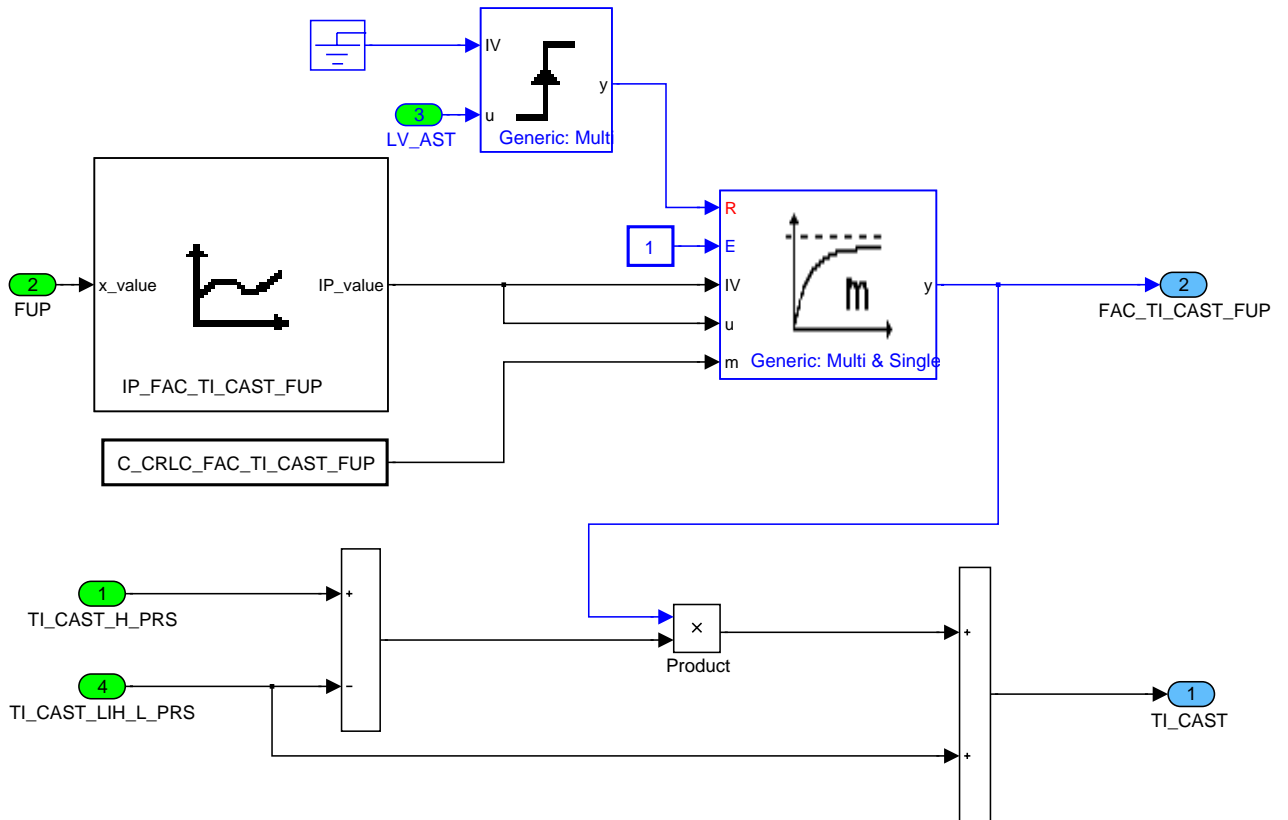 IV
u
y
Generic: Multi
3
LV_AST
2
FUP
x_value
IP_value
IP_FAC_TI_CAST_FUP
C_CRLC_FAC_TI_CAST_FUP
1
R
E
IV
u
m
y
m
Generic: Multi & Single
2
FAC_TI_CAST_FUP
1
TI_CAST_H_PRS
4
TI_CAST_LIH_L_PRS
+
−
×
Product
+
+
1
TI_CAST